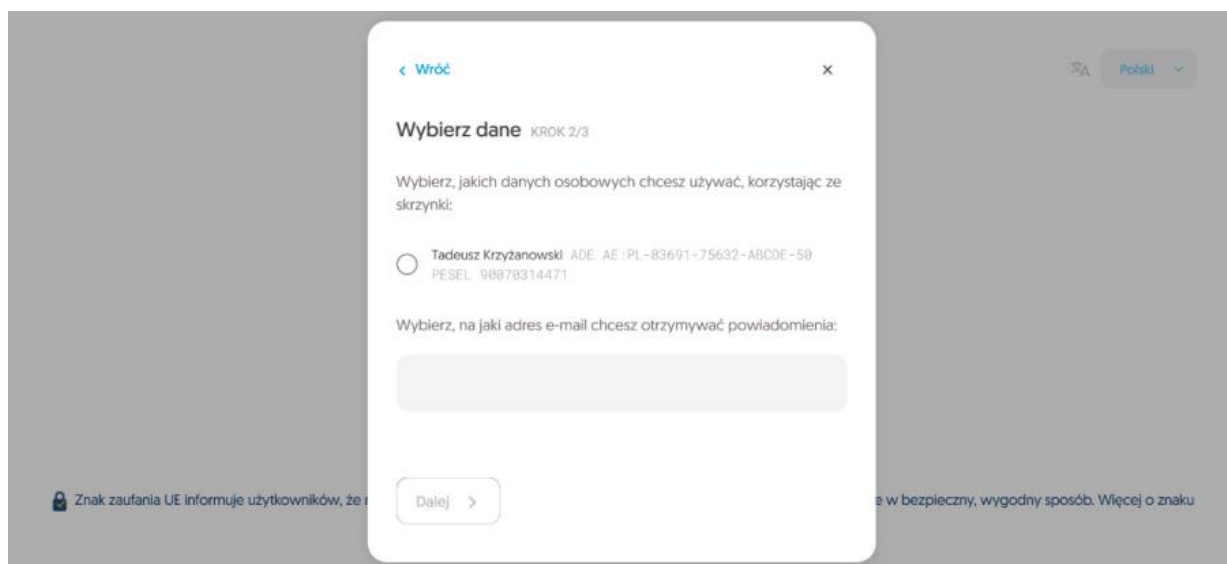 Wróć
Polski
Wybierz dane KROK 2/3
Wybierz, jakich danych osobowych chcesz używać, korzystając ze
skrzynki:
Tadeusz Krzyżanowski ADE AE:PL-83691-75632-ABCDE-50
PESEL 90070314471
Wybierz, na jaki adres e-mail chcesz otrzymywać powiadomienia:
Dalej
Znak zaufania UE informuje użytkowników, że w bezpieczny, wygodny sposób. Więcej o znaku